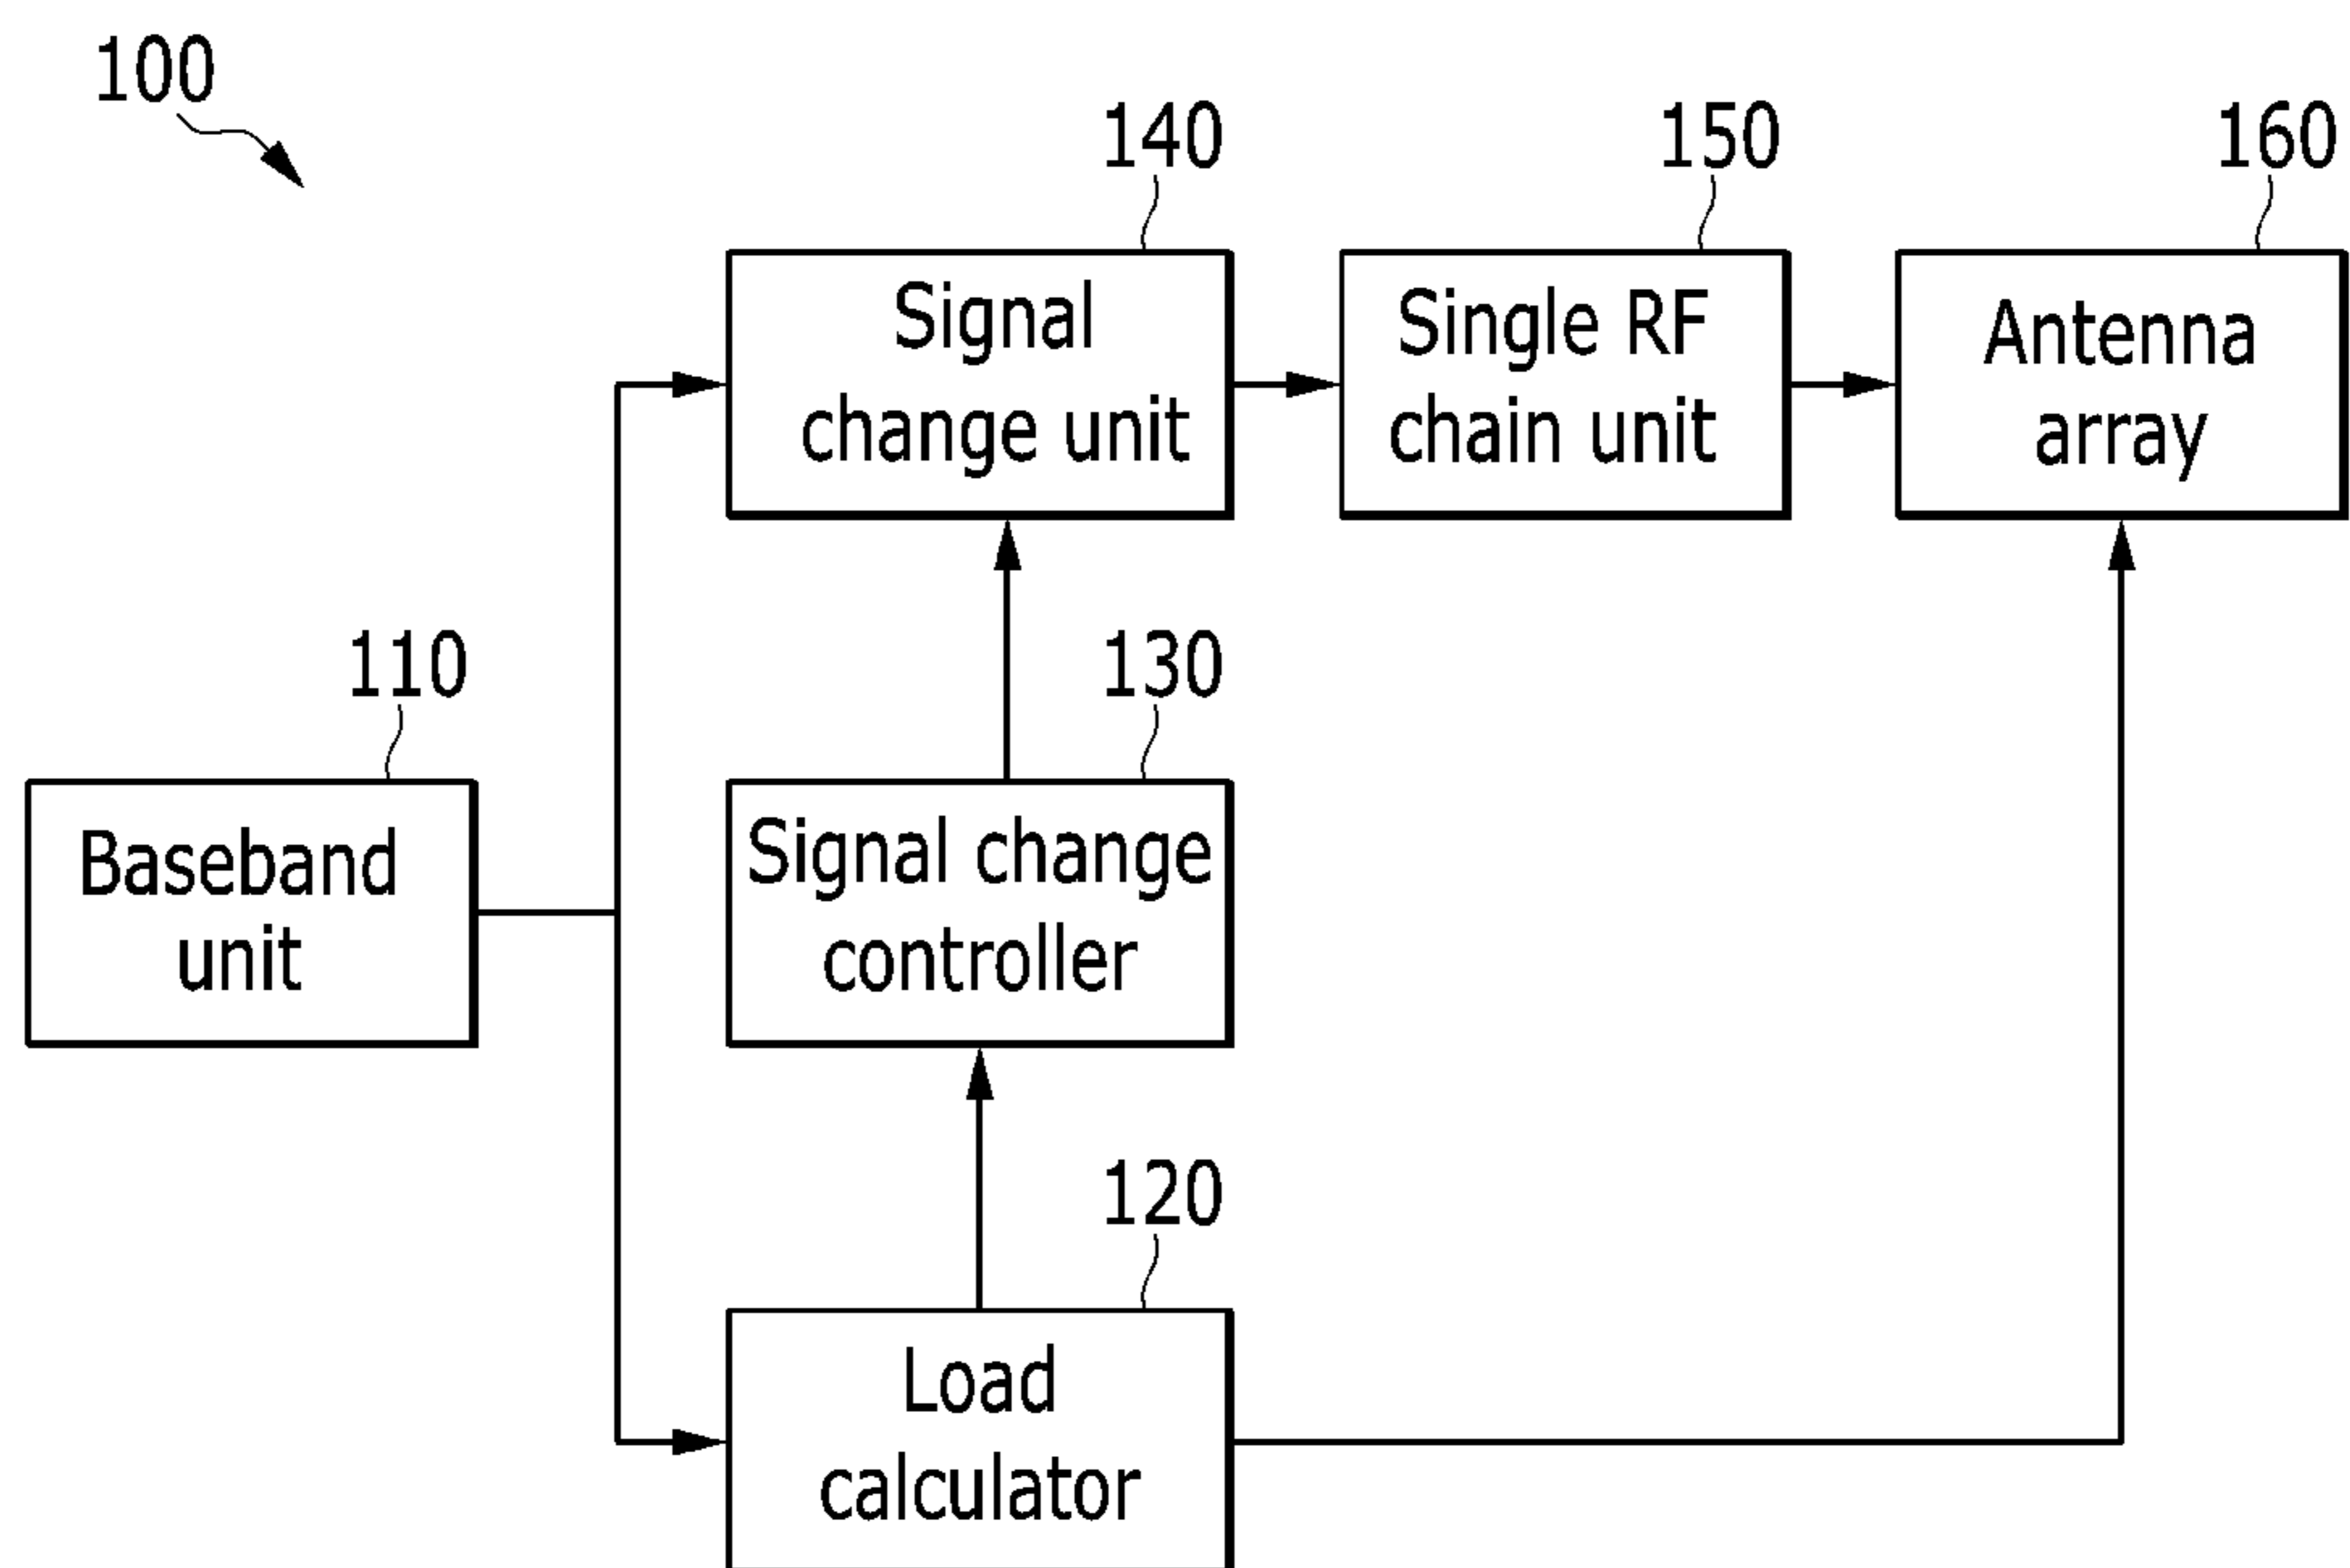 100
140
150
160
Signal
change unit
Single RF
chain unit
Antenna
array
110
130
Baseband
unit
Signal change
controller
120
Load
calculator